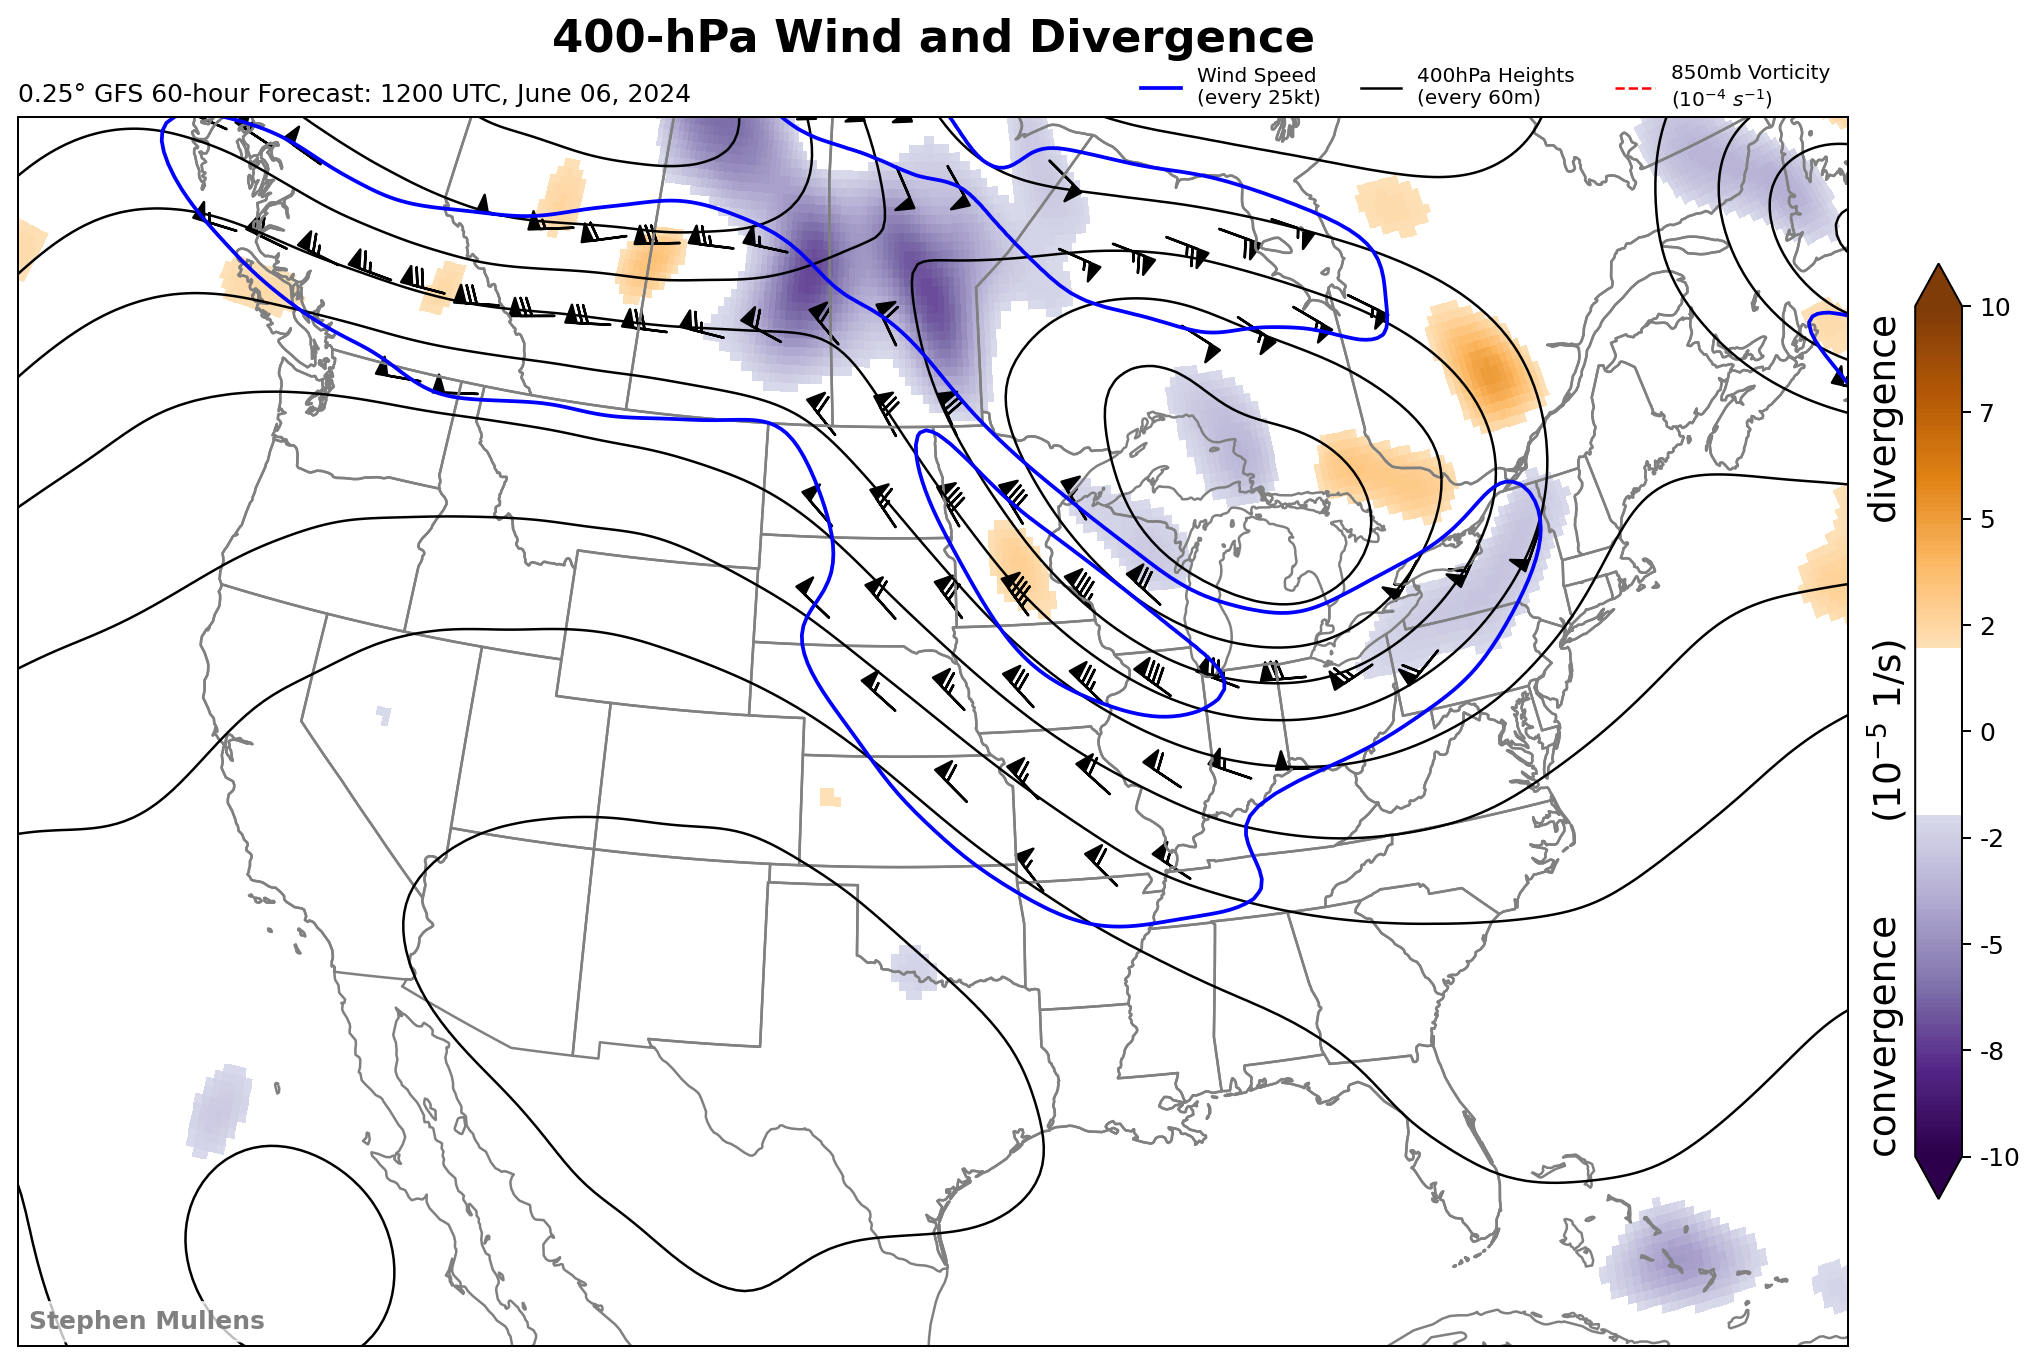 400-hPa Wind and Divergence
0.25° GFS 60-hour Forecast: 1200 UTC, June 06, 2024
Wind Speed
(every 25kt)
400hPa Heights
(every 60m)
850mb Vorticity
(10⁻⁴ s⁻¹)
10
7
5
2
0
-2
-5
-8
-10
divergence
(10⁻⁵ 1/s)
convergence
Stephen Mullens